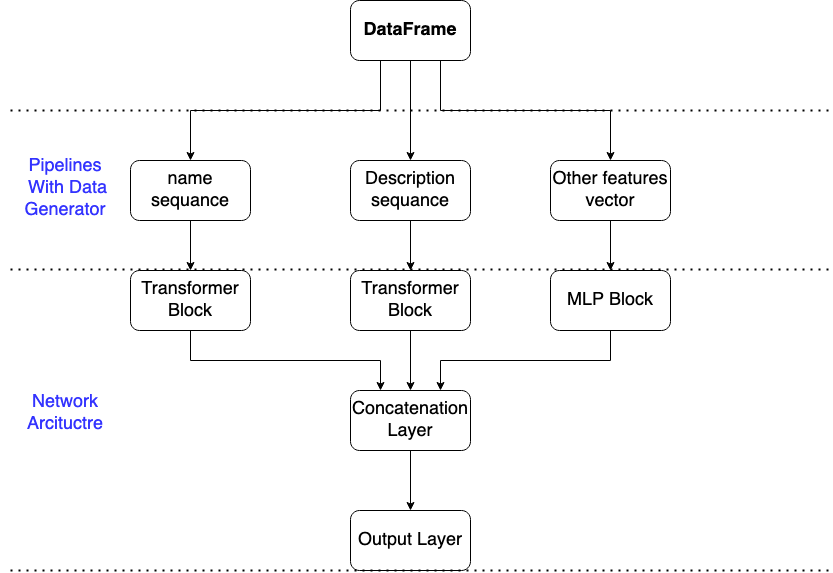 DataFrame
Pipelines
With Data
Generator
name
sequance
Description
sequance
Other features
vector
Transformer
Block
Transformer
Block
MLP Block
Network
Arcituctre
Concatenation
Layer
Output Layer